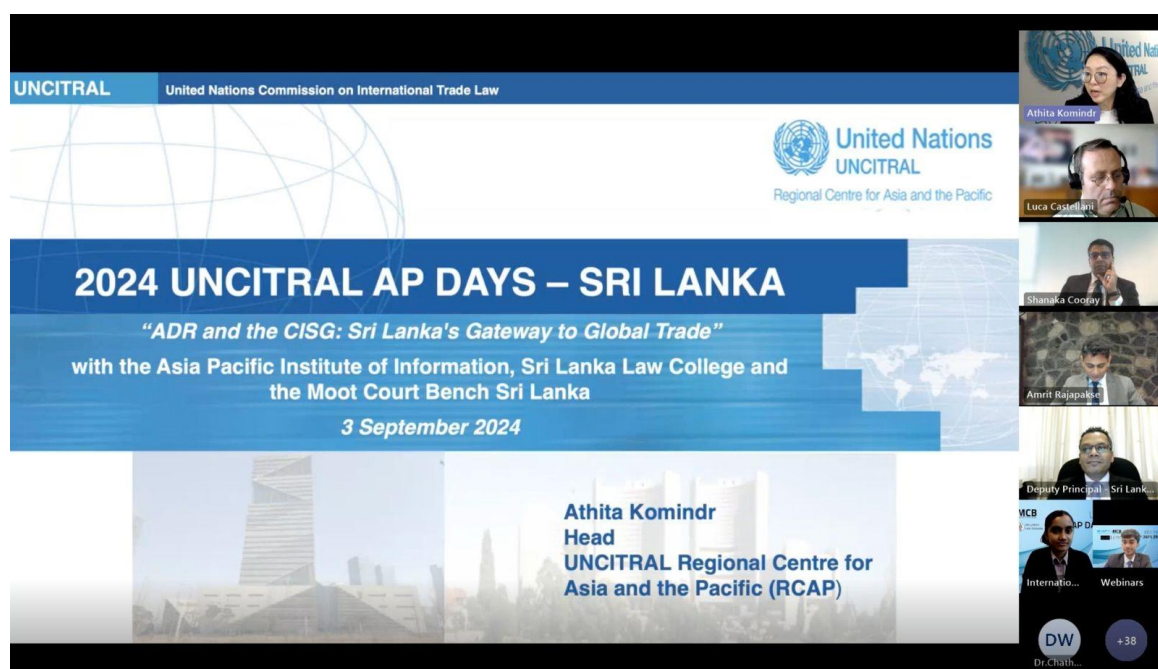 UNCITRAL
United Nations Commission on International Trade Law
United Nations
UNCITRAL
Regional Centre for Asia and the Pacific
2024 UNCITRAL AP DAYS – SRI LANKA
“ADR and the CISG: Sri Lanka's Gateway to Global Trade”
with the Asia Pacific Institute of Information, Sri Lanka Law College and
the Moot Court Bench Sri Lanka
3 September 2024
Athita Komindr
Head
UNCITRAL Regional Centre for
Asia and the Pacific (RCAP)
Athita Komindr
Luca Castellani
Shanaka Cooray
Amrit Rajapakse
Deputy Principal - Sri Lank...
MCB
MCB
Internatio...
Webinars
DW
+38
Dr.Chath...